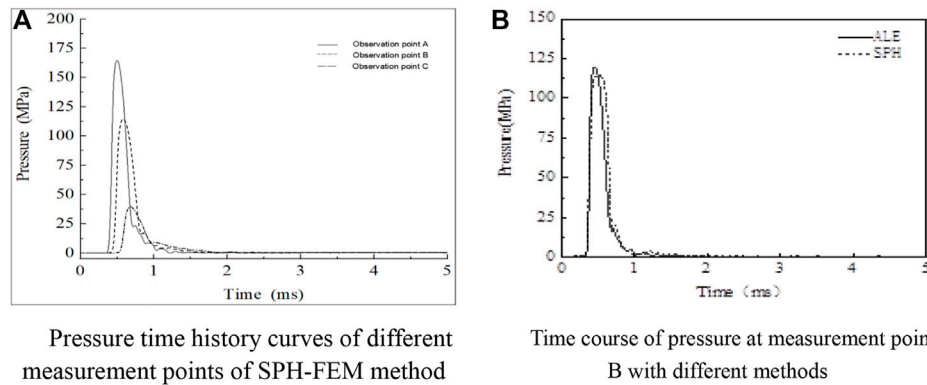 A
200
175
150
125
100
75
50
25
0
Pressure (MPa)
Observation point A
Observation point B
Observation point C
0 1 2 3 4 5
Time (ms)
Pressure time history curves of different
measurement points of SPH-FEM method
B
150
125
100
75
50
25
0
Pressure(MPa)
ALE
SPH
0 1 2 3 4 5
Time (ms)
Time course of pressure at measurement poin
B with different methods